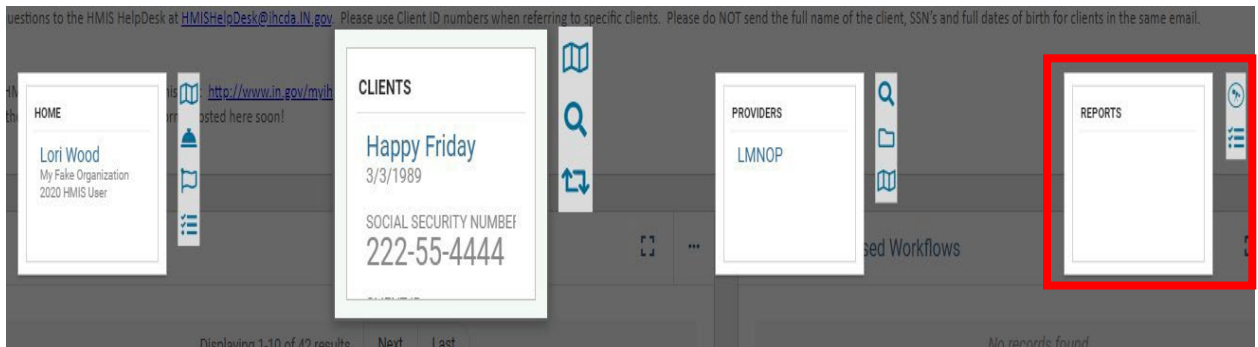 uestions to the HMIS HelpDesk at HMISHelpDesk@ihcda.IN.gov. Please use Client ID numbers when referring to specific clients. Please do NOT send the full name of the client, SSN's and full dates of birth for clients in the same email.
http://www.in.gov/myih
osted here soon!
HOME
Lori Wood
My Fake Organization
2020 HMIS User
CLIENTS
Happy Friday
3/3/1989
SOCIAL SECURITY NUMBER
222-55-4444
PROVIDERS
LMNOP
REPORTS
sed Workflows
Displaying 1-10 of 42 results Next Last
No records found